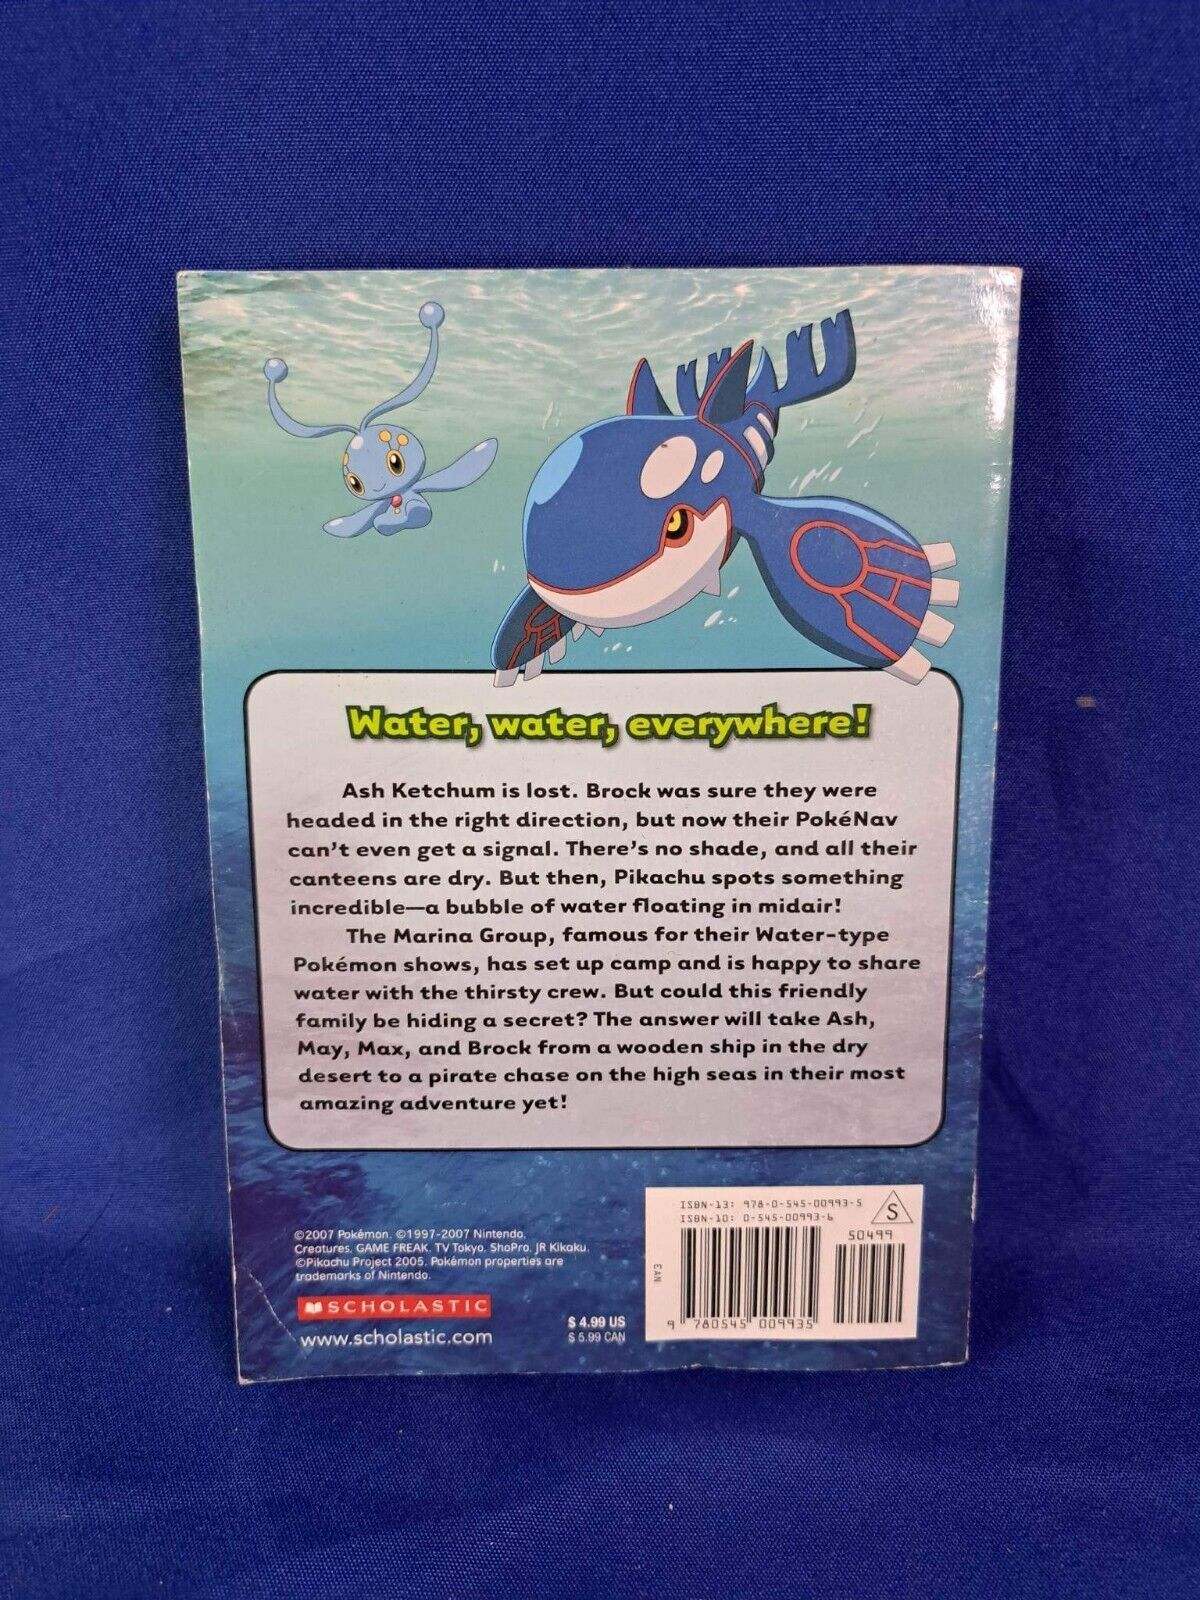 Water, water, everywhere!
Ash Ketchum is lost. Brock was sure they were
headed in the right direction, but now their PokéNav
can't even get a signal. There's no shade, and all their
canteens are dry. But then, Pikachu spots something
incredible—a bubble of water floating in midair!
The Marina Group, famous for their Water-type
Pokémon shows, has set up camp and is happy to share
water with the thirsty crew. But could this friendly
family be hiding a secret? The answer will take Ash,
May, Max, and Brock from a wooden ship in the dry
desert to a pirate chase on the high seas in their most
amazing adventure yet!
©2007 Pokémon. ©1997-2007 Nintendo,
Creatures, GAME FREAK, TV Tokyo, ShoPro, JR Kikaku.
©Pikachu Project 2005. Pokémon properties are
trademarks of Nintendo.
SCHOLASTIC
www.scholastic.com
$ 4.99 US
$ 5.99 CAN
ISBN-13: 978-0-545-00993-5
ISBN-10: 0-545-00993-6
S
50499
EAN
9 780545 009935